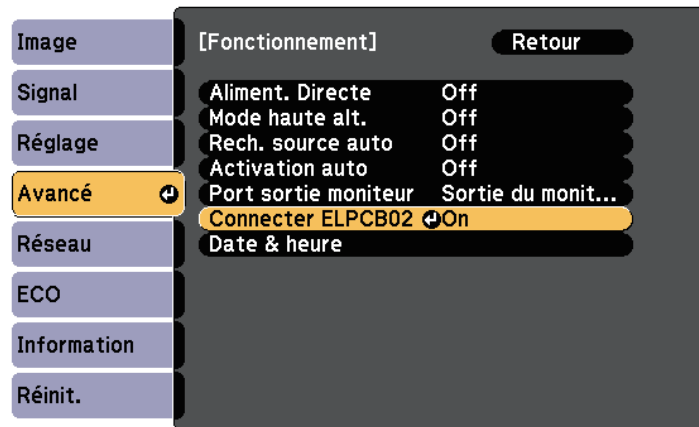 Image
Signal
Réglage
Avancé
Réseau
ECO
Information
Réinit.
[Fonctionnement] Retour
Aliment. Directe Off
Mode haute alt. Off
Rech. source auto Off
Activation auto Off
Port sortie moniteur Sortie du monit...
Connecter ELPCB02 On
Date & heure